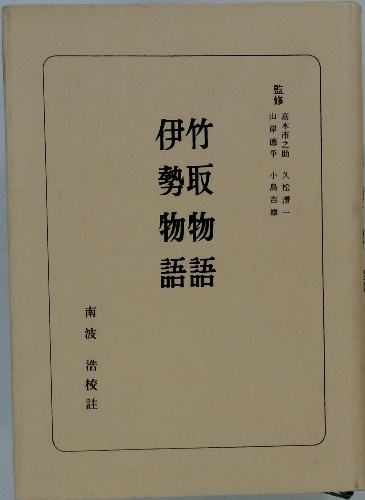 監修
高木市之助 久松潜一
山岸徳平 小島吉雄
竹取物語
伊勢物語
南波浩校註